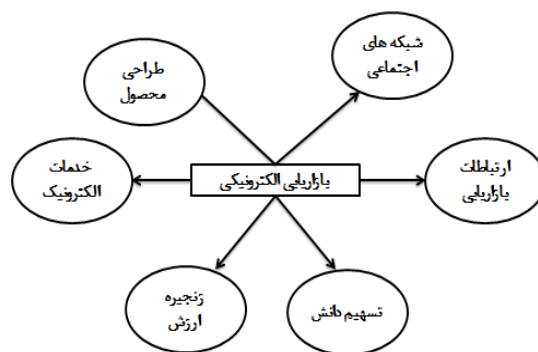 شبکه های
اجتماعی
طراحی
محصول
ارتباطات
بازاریابی
بازاریابی الکترونیکی
خدمات
الکترونیک
زنجیره
ارزش
تسهیم دانش